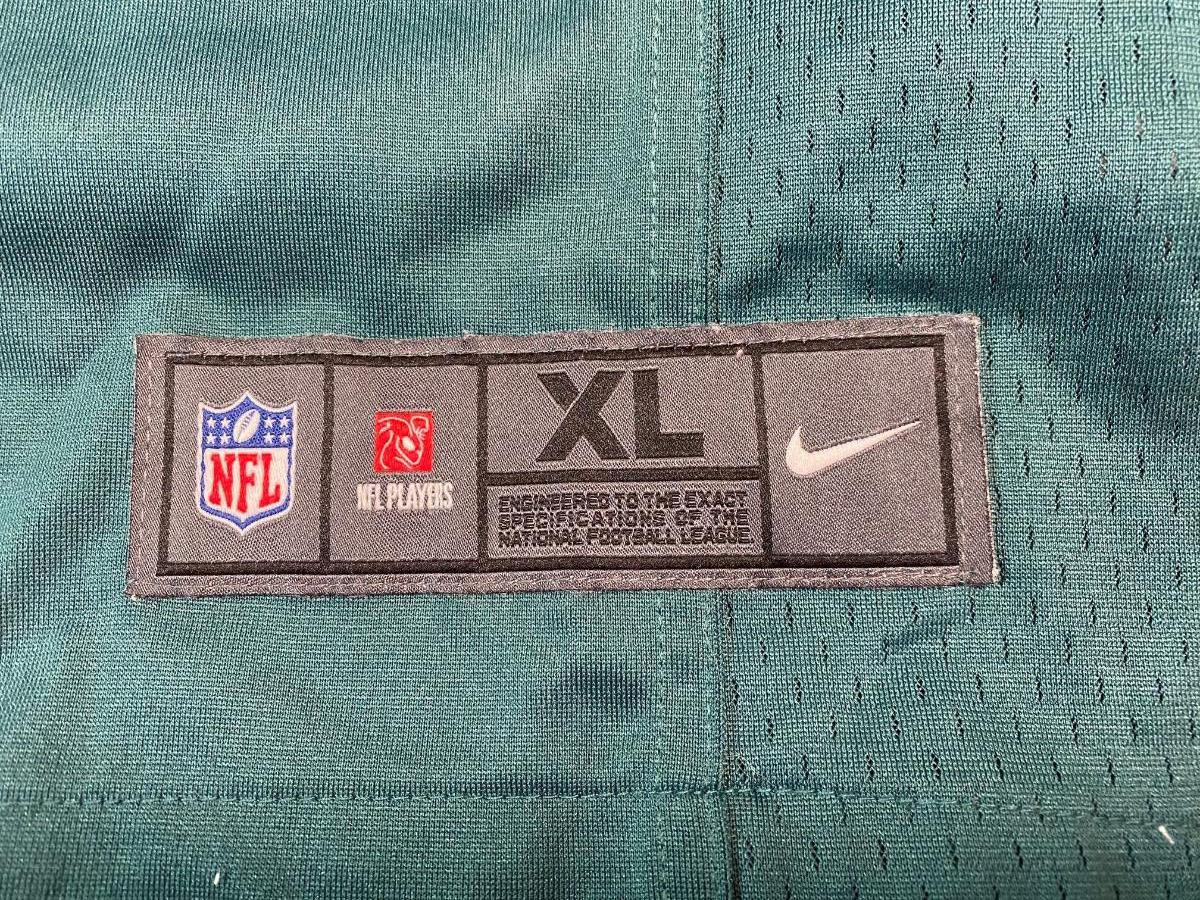 NFL
NFL PLAYERS
XL
ENGINEERED TO THE EXACT
SPECIFICATIONS OF THE
NATIONAL FOOTBALL LEAGUE